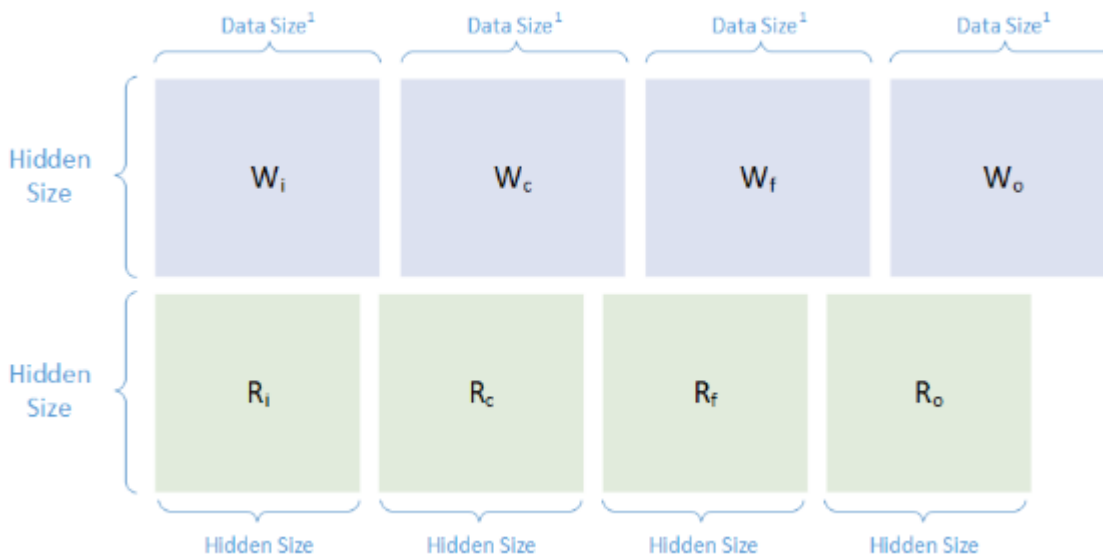 Data Size¹ Data Size¹ Data Size¹ Data Size¹
Hidden
Size
Wᵢ W꜀ W_f Wₒ
Hidden
Size
Rᵢ R꜀ R_f Rₒ
Hidden Size Hidden Size Hidden Size Hidden Size